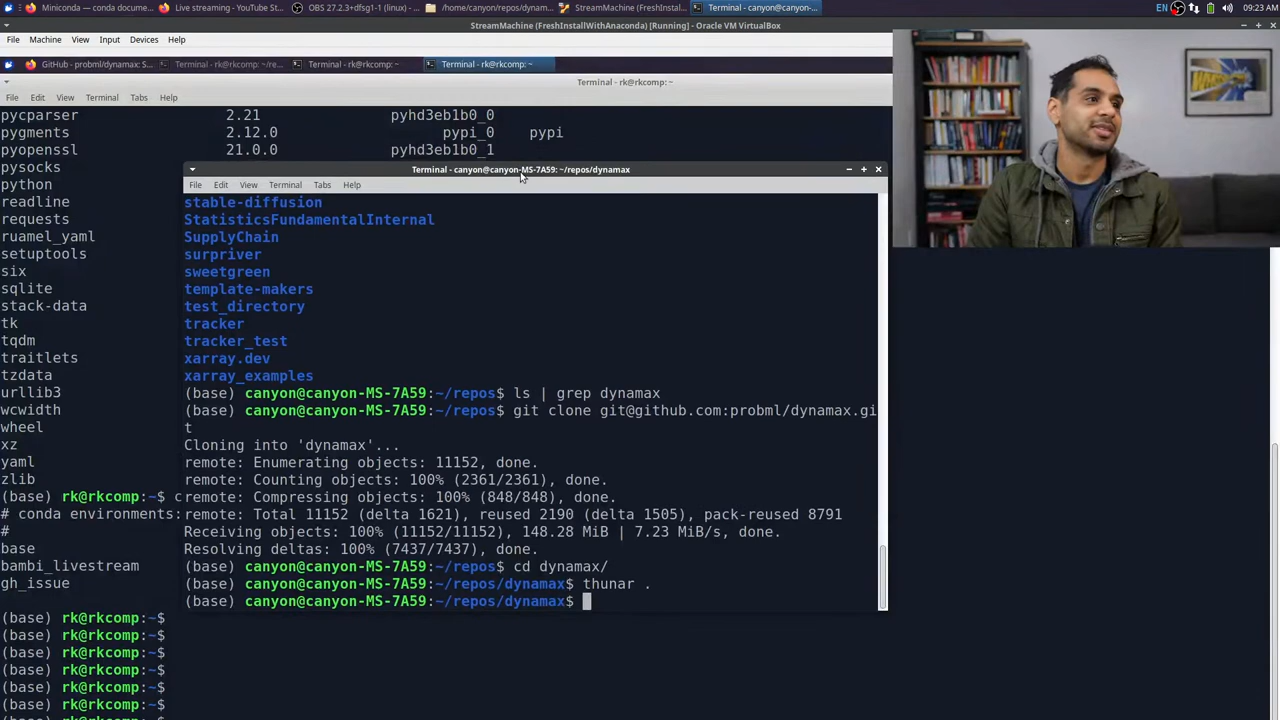 Miniconda — conda docume...
Live streaming - YouTube St...
OBS 27.2.3+dfsg1-1 (linux) - ...
/home/canyon/repos/dynam...
StreamMachine (FreshInstall...
Terminal - canyon@canyon-...
EN
09:23 AM
StreamMachine (FreshInstallWithAnaconda) [Running] - Oracle VM VirtualBox
File Machine View Input Devices Help
GitHub - probml/dynamax: S...
Terminal - rk@rkcomp: ~/re...
Terminal - rk@rkcomp: ~
Terminal - rk@rkcomp: ~
Terminal - rk@rkcomp: ~
File Edit View Terminal Tabs Help
pycparser 2.21 pyhd3eb1b0_0
pygments 2.12.0 pypi_0 pypi
pyopenssl 21.0.0 pyhd3eb1b0_1
pysocks
python
readline
requests
ruamel_yaml
setuptools
six
sqlite
stack-data
tk
tqdm
traitlets
tzdata
urllib3
wcwidth
wheel
xz
yaml
zlib
(base) rk@rkcomp:~$ c
# conda environments:
#
base
bambi_livestream
gh_issue
(base) rk@rkcomp:~$
(base) rk@rkcomp:~$
(base) rk@rkcomp:~$
(base) rk@rkcomp:~$
(base) rk@rkcomp:~$
(base) rk@rkcomp:~$
Terminal - canyon@canyon-MS-7A59: ~/repos/dynamax
File Edit View Terminal Tabs Help
stable-diffusion
StatisticsFundamentalInternal
SupplyChain
surpriver
sweetgreen
template-makers
test_directory
tracker
tracker_test
xarray.dev
xarray_examples
(base) canyon@canyon-MS-7A59:~/repos$ ls | grep dynamax
(base) canyon@canyon-MS-7A59:~/repos$ git clone git@github.com:probml/dynamax.gi
t
Cloning into 'dynamax'...
remote: Enumerating objects: 11152, done.
remote: Counting objects: 100% (2361/2361), done.
remote: Compressing objects: 100% (848/848), done.
remote: Total 11152 (delta 1621), reused 2190 (delta 1505), pack-reused 8791
Receiving objects: 100% (11152/11152), 148.28 MiB | 7.23 MiB/s, done.
Resolving deltas: 100% (7437/7437), done.
(base) canyon@canyon-MS-7A59:~/repos$ cd dynamax/
(base) canyon@canyon-MS-7A59:~/repos/dynamax$ thunar .
(base) canyon@canyon-MS-7A59:~/repos/dynamax$